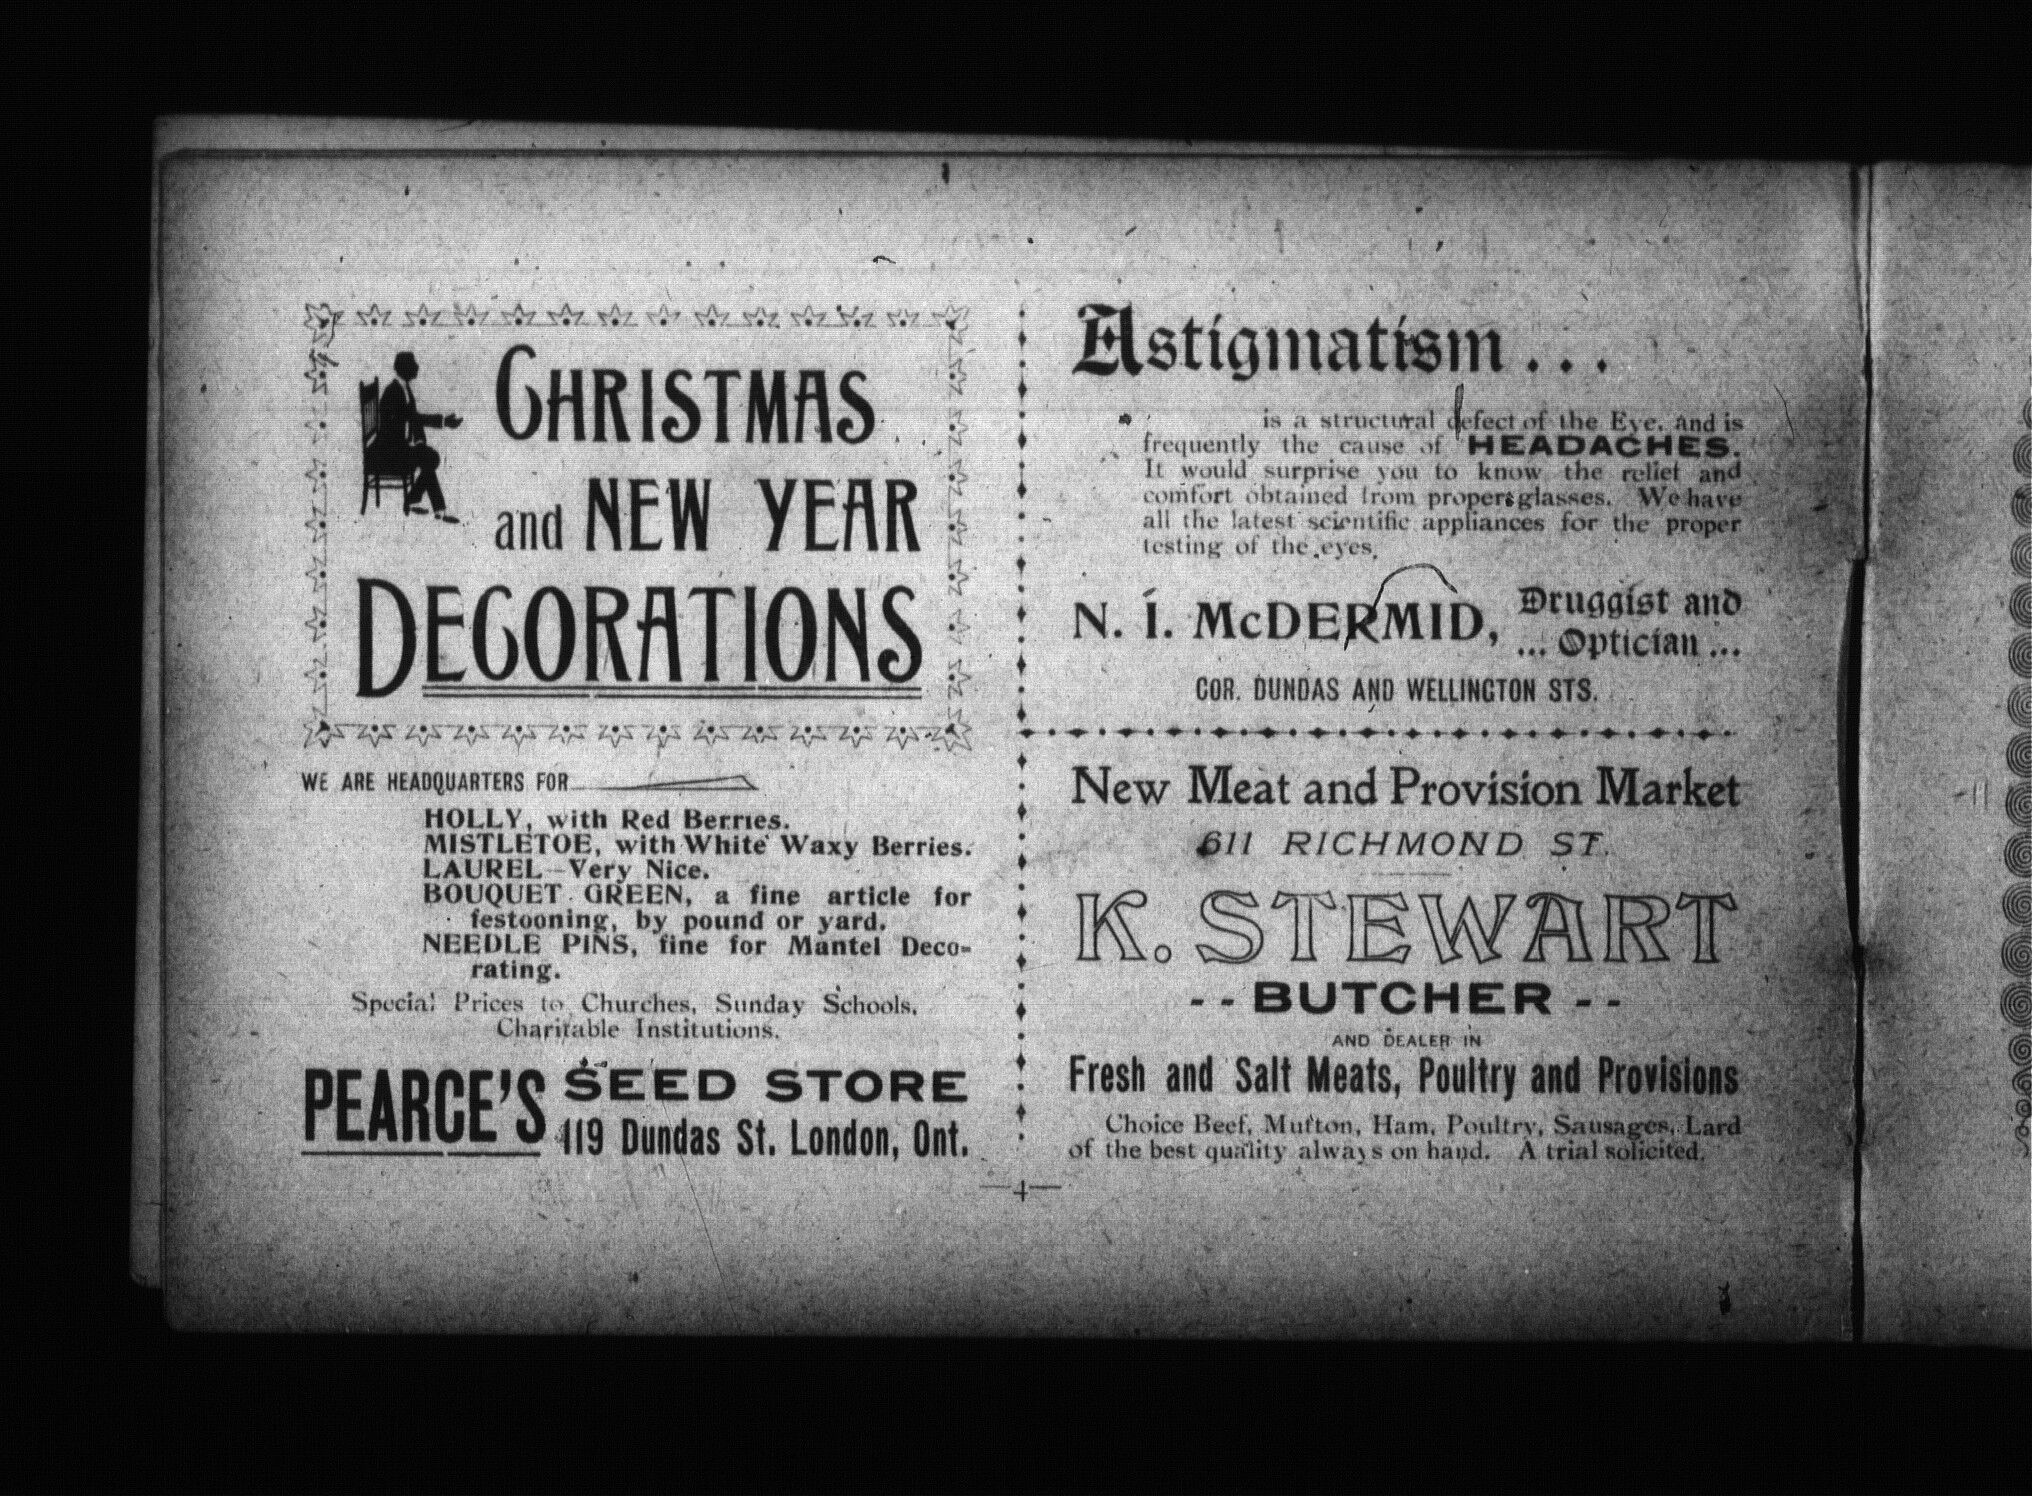 CHRISTMAS
and NEW YEAR
DECORATIONS
WE ARE HEADQUARTERS FOR
HOLLY, with Red Berries.
MISTLETOE, with White Waxy Berries.
LAUREL—Very Nice.
BOUQUET GREEN, a fine article for
festooning, by pound or yard.
NEEDLE PINS, fine for Mantel Deco-
rating.
Special Prices to Churches, Sunday Schools,
Charitable Institutions.
PEARCE'S SEED STORE
119 Dundas St. London, Ont.
Astigmatism . . .
is a structural defect of the Eye, and is
frequently the cause of HEADACHES.
It would surprise you to know the relief and
comfort obtained from proper glasses. We have
all the latest scientific appliances for the proper
testing of the eyes.
N. I. McDERMID, Druggist and
... Optician ...
COR. DUNDAS AND WELLINGTON STS.
New Meat and Provision Market
611 RICHMOND ST.
K. STEWART
- - BUTCHER - -
AND DEALER IN
Fresh and Salt Meats, Poultry and Provisions
Choice Beef, Mutton, Ham, Poultry, Sausages, Lard
of the best quality always on hand. A trial solicited.
—4—